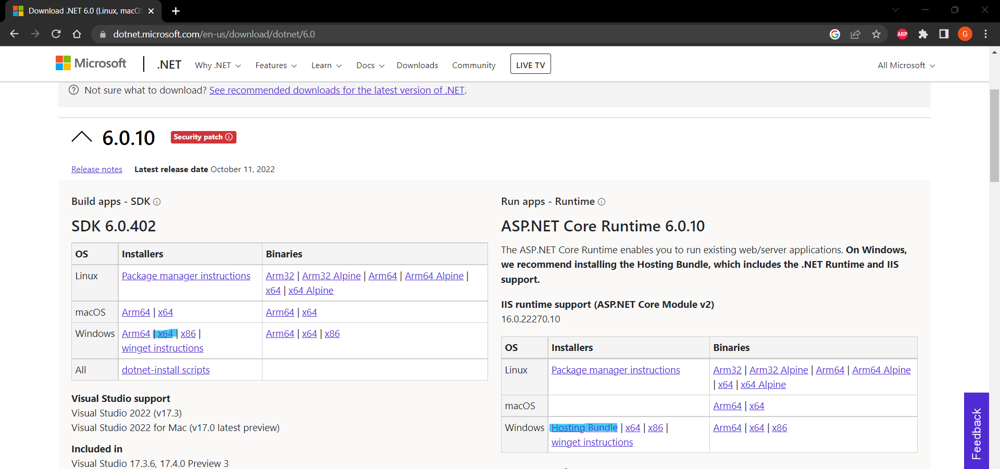 Download .NET 6.0 (Linux, macOS
dotnet.microsoft.com/en-us/download/dotnet/6.0
ABP
G
Microsoft
.NET
Why .NET
Features
Learn
Docs
Downloads
Community
LIVE TV
All Microsoft
Not sure what to download? See recommended downloads for the latest version of .NET.
6.0.10
Security patch
Release notes Latest release date October 11, 2022
Build apps - SDK
SDK 6.0.402
OS Installers Binaries
Linux Package manager instructions Arm32 | Arm32 Alpine | Arm64 | Arm64 Alpine |
x64 | x64 Alpine
macOS Arm64 | x64 Arm64 | x64
Windows Arm64 | x64 | x86 | Arm64 | x64 | x86
winget instructions
All dotnet-install scripts
Visual Studio support
Visual Studio 2022 (v17.3)
Visual Studio 2022 for Mac (v17.0 latest preview)
Included in
Visual Studio 17.3.6, 17.4.0 Preview 3
Run apps - Runtime
ASP.NET Core Runtime 6.0.10
The ASP.NET Core Runtime enables you to run existing web/server applications. On Windows,
we recommend installing the Hosting Bundle, which includes the .NET Runtime and IIS
support.
IIS runtime support (ASP.NET Core Module v2)
16.0.22270.10
OS Installers Binaries
Linux Package manager instructions Arm32 | Arm32 Alpine | Arm64 | Arm64 Alpine
| x64 | x64 Alpine
macOS Arm64 | x64
Windows Hosting Bundle | x64 | x86 | Arm64 | x64 | x86
winget instructions
Feedback